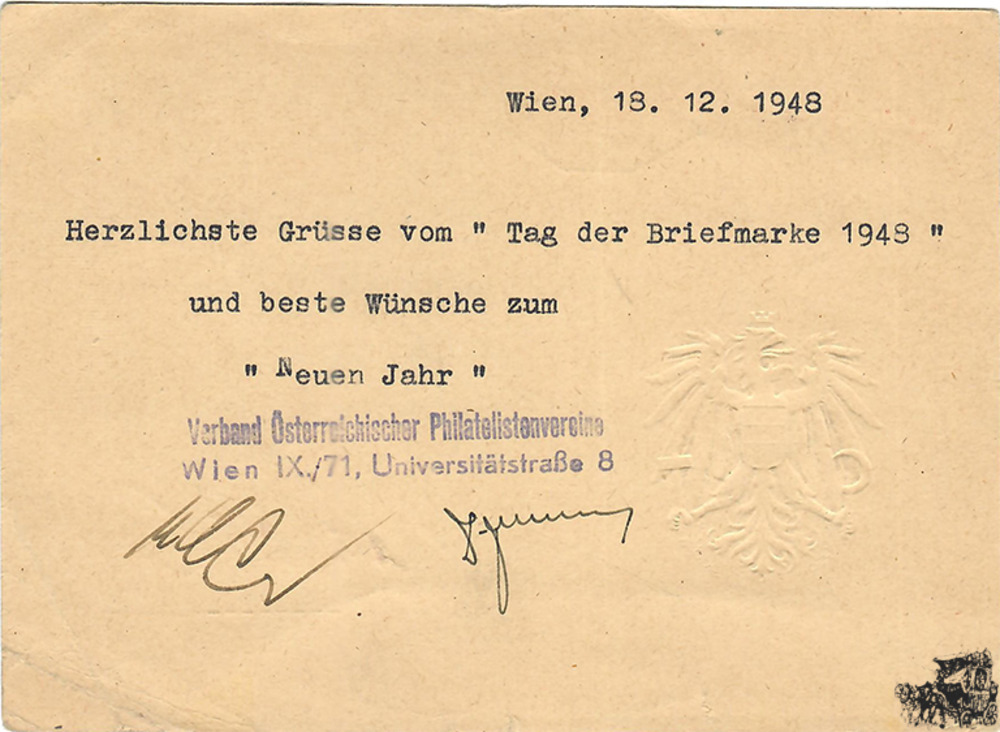 Wien, 18. 12. 1948
Herzlichste Grüsse vom " Tag der Briefmarke 1948 "
und beste Wünsche zum
" Neuen Jahr "
Verband Österreichischer Philatelistenvereine
Wien IX./71, Universitätstraße 8